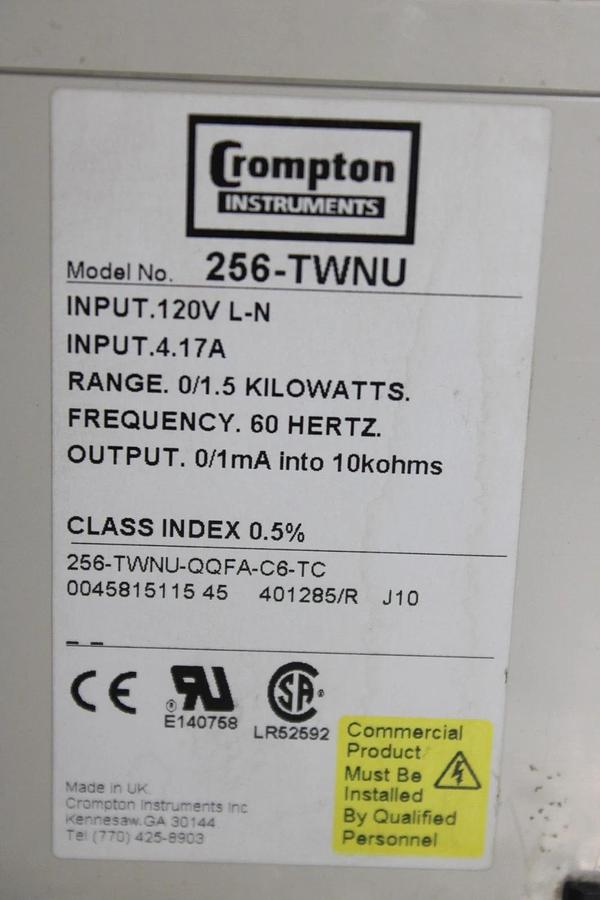 Crompton
INSTRUMENTS
Model No. 256-TWNU
INPUT.120V L-N
INPUT.4.17A
RANGE. 0/1.5 KILOWATTS.
FREQUENCY. 60 HERTZ.
OUTPUT. 0/1mA into 10kohms
CLASS INDEX 0.5%
256-TWNU-QQFA-C6-TC
0045815115 45 401285/R J10
_ _
CE ® RU SA ®
E140758 LR52592
Commercial
Product
Must Be
Installed
By Qualified
Personnel
Made in UK.
Crompton Instruments Inc
Kennesaw.GA 30144
Tel (770) 425-8903